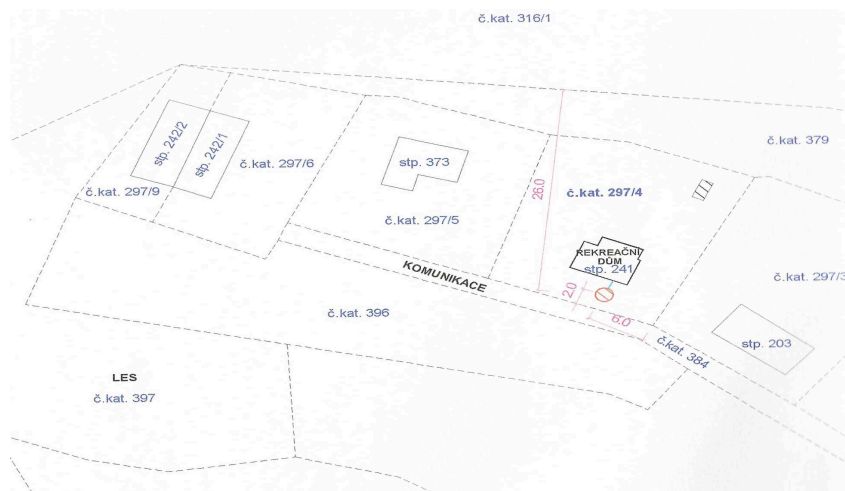 č.kat. 316/1
č.kat. 379
stp. 242/2
stp. 242/1
č.kat. 297/6
stp. 373
č.kat. 297/9
26.0
č.kat. 297/4
č.kat. 297/5
REKREAČNÍ
DŮM
stp. 241
KOMUNIKACE
č.kat. 297/3
2.0
6.0
č.kat. 396
stp. 203
č.kat. 384
LES
č.kat. 397